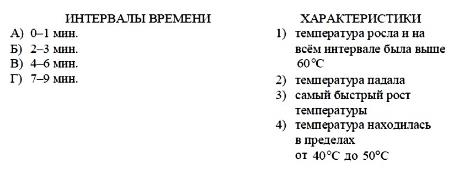 ИНТЕРВАЛЫ ВРЕМЕНИ
А) 0–1 мин.
Б) 2–3 мин.
В) 4–6 мин.
Г) 7–9 мин.
ХАРАКТЕРИСТИКИ
1) температура росла и на
всём интервале была выше
60°C
2) температура падала
3) самый быстрый рост
температуры
4) температура находилась
в пределах
от 40°C до 50°C